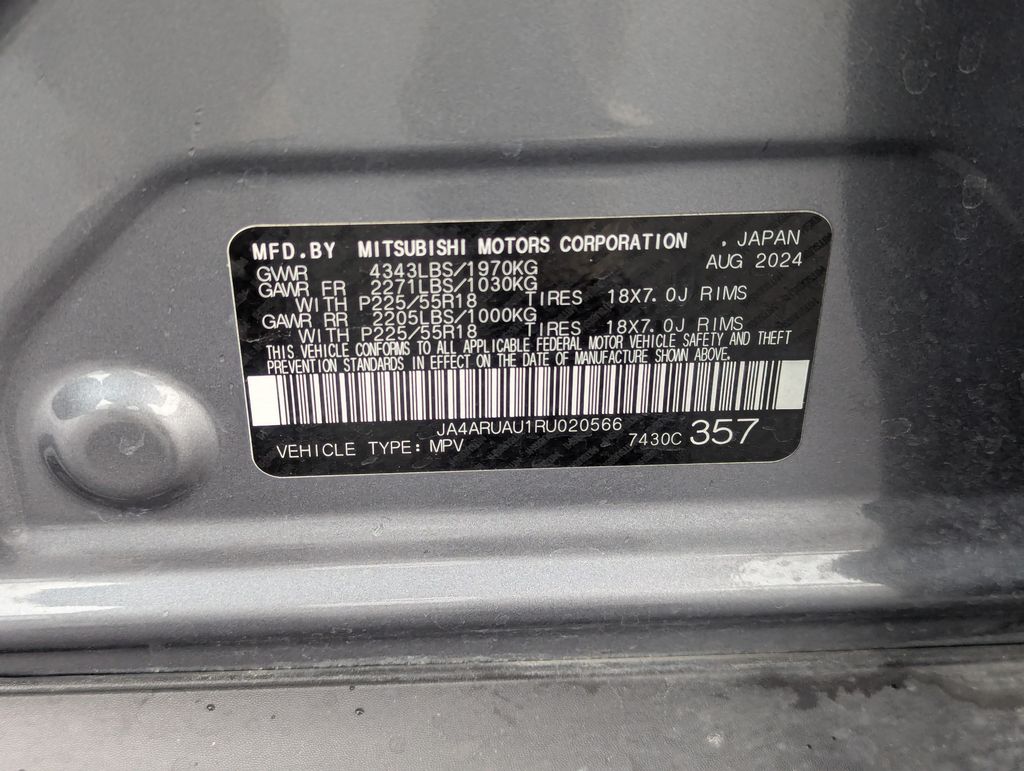 MFD.BY MITSUBISHI MOTORS CORPORATION . JAPAN
GWWR 4343LBS/1970KG AUG 2024
GAWR FR 2271LBS/1030KG
WITH P225/55R18 TIRES 18X7.0J RIMS
GAWR RR 2205LBS/1000KG
WITH P225/55R18 TIRES 18X7.0J RIMS
THIS VEHICLE CONFORMS TO ALL APPLICABLE FEDERAL MOTOR VEHICLE SAFETY AND THEFT
PREVENTION STANDARDS IN EFFECT ON THE DATE OF MANUFACTURE SHOWN ABOVE.
JA4ARUAU1RU020566
VEHICLE TYPE: MPV 7430C 357